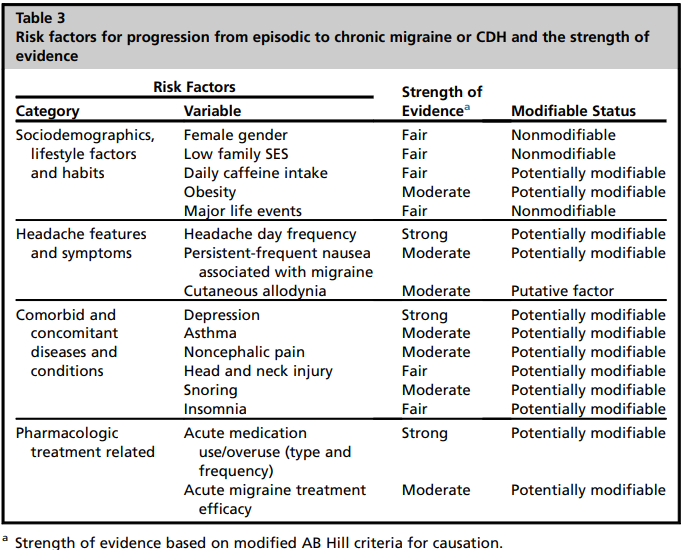 Table 3
Risk factors for progression from episodic to chronic migraine or CDH and the strength of
evidence
Risk Factors
Strength of
Category Variable Evidencea Modifiable Status
Sociodemographics, Female gender Fair Nonmodifiable
lifestyle factors Low family SES Fair Nonmodifiable
and habits Daily caffeine intake Fair Potentially modifiable
Obesity Moderate Potentially modifiable
Major life events Fair Nonmodifiable
Headache features Headache day frequency Strong Potentially modifiable
and symptoms Persistent-frequent nausea Moderate Potentially modifiable
associated with migraine
Cutaneous allodynia Moderate Putative factor
Comorbid and Depression Strong Potentially modifiable
concomitant Asthma Moderate Potentially modifiable
diseases and Noncephalic pain Moderate Potentially modifiable
conditions Head and neck injury Fair Potentially modifiable
Snoring Moderate Potentially modifiable
Insomnia Fair Potentially modifiable
Pharmacologic Acute medication Strong Potentially modifiable
treatment related use/overuse (type and
frequency)
Acute migraine treatment Moderate Potentially modifiable
efficacy
a Strength of evidence based on modified AB Hill criteria for causation.